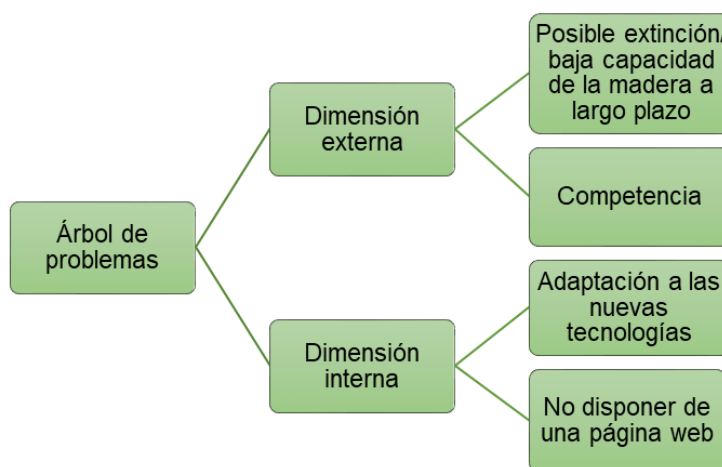 Árbol de
problemas
Dimensión
externa
Posible extinción/
baja capacidad
de la madera a
largo plazo
Competencia
Dimensión
interna
Adaptación a las
nuevas
tecnologías
No disponer de
una página web